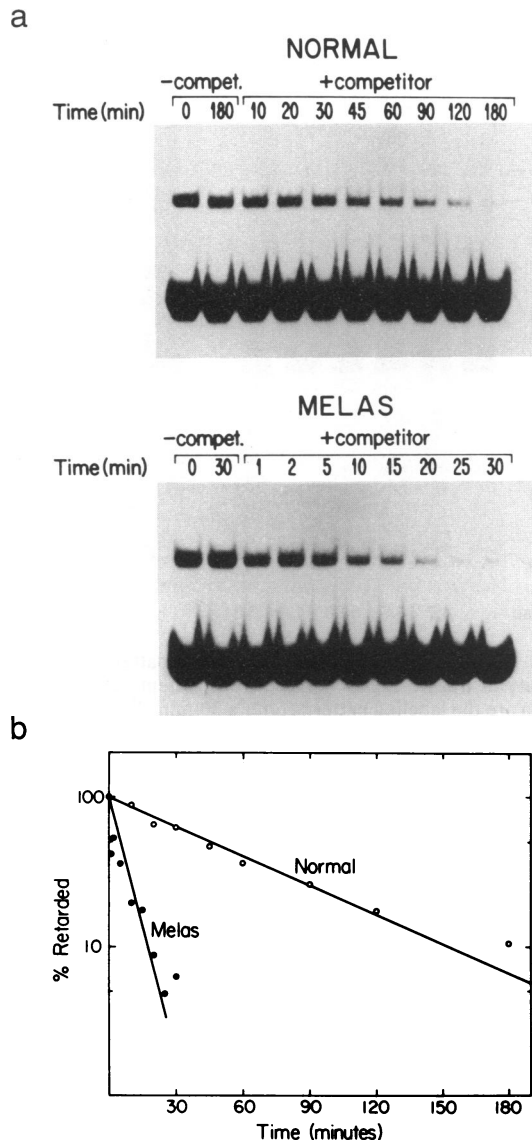 a
NORMAL
-compet. +competitor
Time(min) 0 180 10 20 30 45 60 90 120 180
MELAS
-compet. +competitor
Time(min) 0 30 1 2 5 10 15 20 25 30
b
100
10
% Retarded
Normal
Melas
30 60 90 120 150 180
Time (minutes)